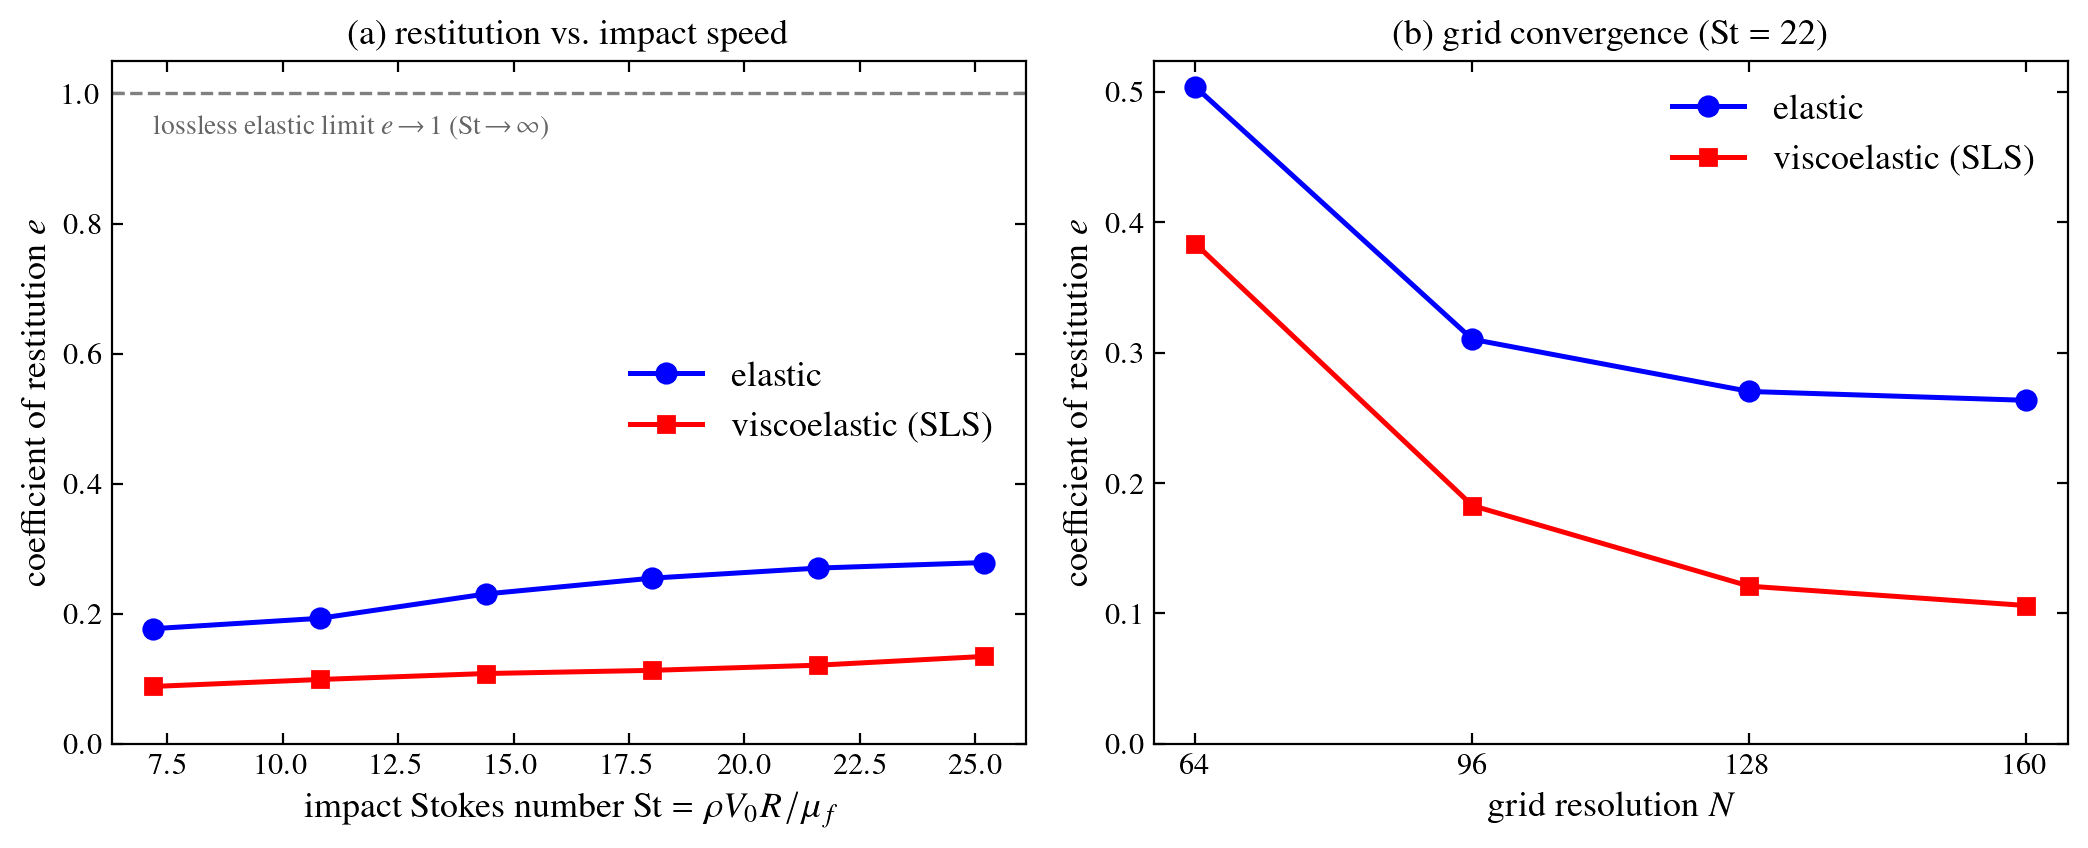 (a) restitution vs. impact speed
coefficient of restitution e
1.0
0.8
0.6
0.4
0.2
0.0
lossless elastic limit e → 1 (St → ∞)
elastic
viscoelastic (SLS)
7.5 10.0 12.5 15.0 17.5 20.0 22.5 25.0
impact Stokes number St = ρV₀R/μ_f
(b) grid convergence (St = 22)
coefficient of restitution e
0.5
0.4
0.3
0.2
0.1
0.0
elastic
viscoelastic (SLS)
64 96 128 160
grid resolution N